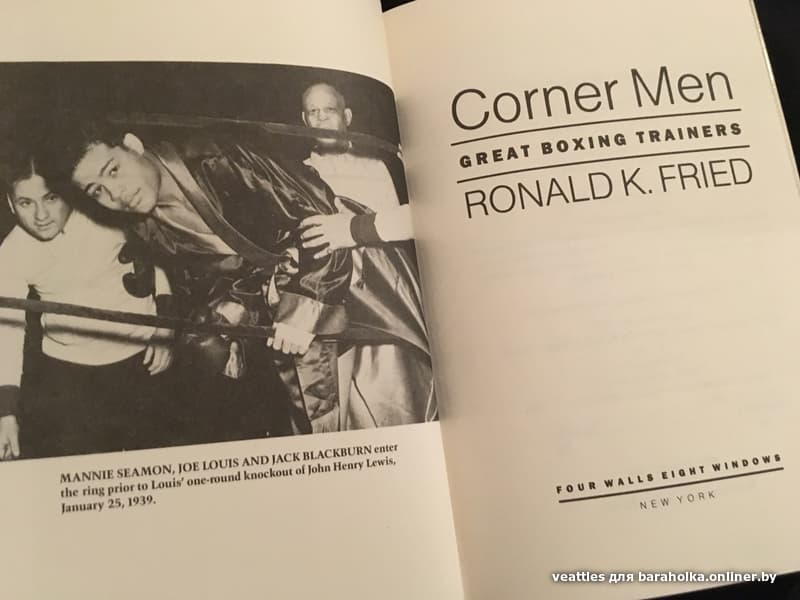 MANNIE SEAMON, JOE LOUIS AND JACK BLACKBURN enter
the ring prior to Louis' one-round knockout of John Henry Lewis,
January 25, 1939.
Corner Men
GREAT BOXING TRAINERS
RONALD K. FRIED
FOUR WALLS EIGHT WINDOWS
NEW YORK
veattles для baraholka.onliner.by